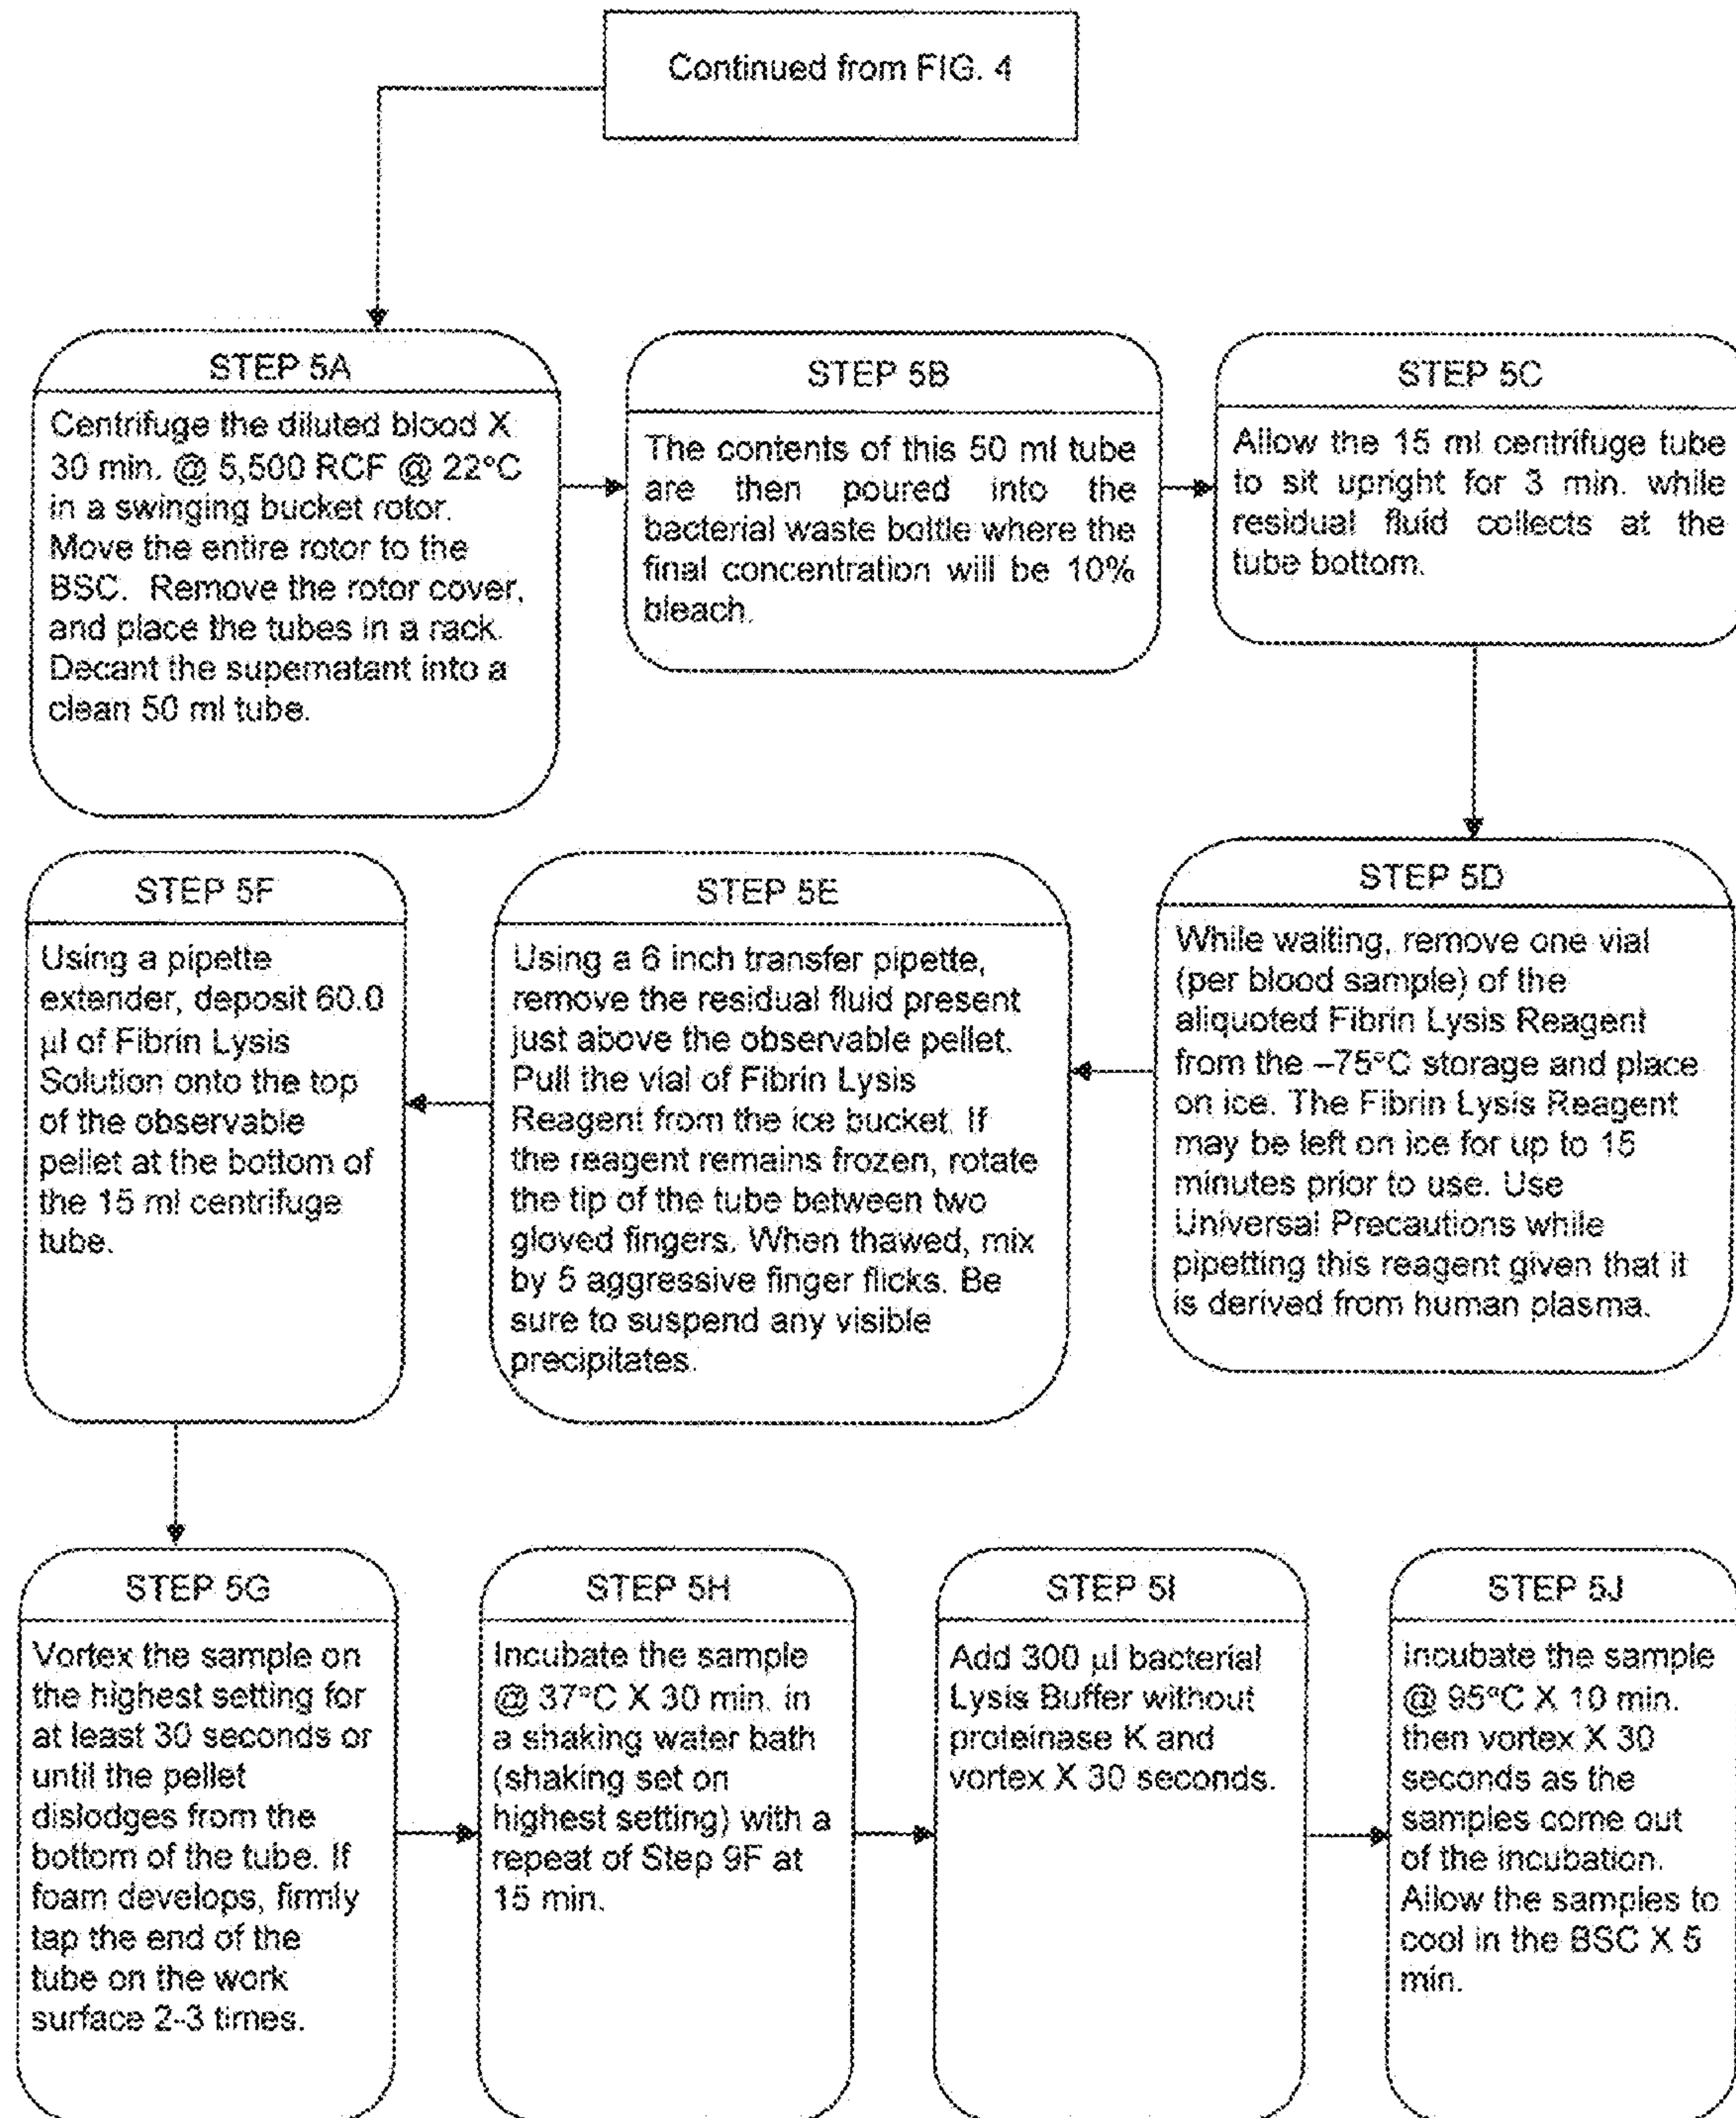 Continued from FIG. 4
STEP 5A
Centrifuge the diluted blood X
30 min. @ 5,500 RCF @ 22°C
in a swinging bucket rotor.
Move the entire rotor to the
BSC. Remove the rotor cover,
and place the tubes in a rack.
Decant the supernatant into a
clean 50 ml tube.
STEP 5B
The contents of this 50 ml tube
are then poured into the
bacterial waste bottle where the
final concentration will be 10%
bleach.
STEP 5C
Allow the 15 ml centrifuge tube
to sit upright for 3 min. while
residual fluid collects at the
tube bottom.
STEP 5D
While waiting, remove one vial
(per blood sample) of the
aliquoted Fibrin Lysis Reagent
from the –75°C storage and place
on ice. The Fibrin Lysis Reagent
may be left on ice for up to 15
minutes prior to use. Use
Universal Precautions while
pipetting this reagent given that it
is derived from human plasma.
STEP 5E
Using a 6 inch transfer pipette,
remove the residual fluid present
just above the observable pellet.
Pull the vial of Fibrin Lysis
Reagent from the ice bucket. If
the reagent remains frozen, rotate
the tip of the tube between two
gloved fingers. When thawed, mix
by 5 aggressive finger flicks. Be
sure to suspend any visible
precipitates.
STEP 5F
Using a pipette
extender, deposit 60.0
µl of Fibrin Lysis
Solution onto the top
of the observable
pellet at the bottom of
the 15 ml centrifuge
tube.
STEP 5G
Vortex the sample on
the highest setting for
at least 30 seconds or
until the pellet
dislodges from the
bottom of the tube. If
foam develops, firmly
tap the end of the
tube on the work
surface 2-3 times.
STEP 5H
Incubate the sample
@ 37°C X 30 min. in
a shaking water bath
(shaking set on
highest setting) with a
repeat of Step 9F at
15 min.
STEP 5I
Add 300 µl bacterial
Lysis Buffer without
proteinase K and
vortex X 30 seconds.
STEP 5J
Incubate the sample
@ 95°C X 10 min.
then vortex X 30
seconds as the
samples come out
of the incubation.
Allow the samples to
cool in the BSC X 5
min.